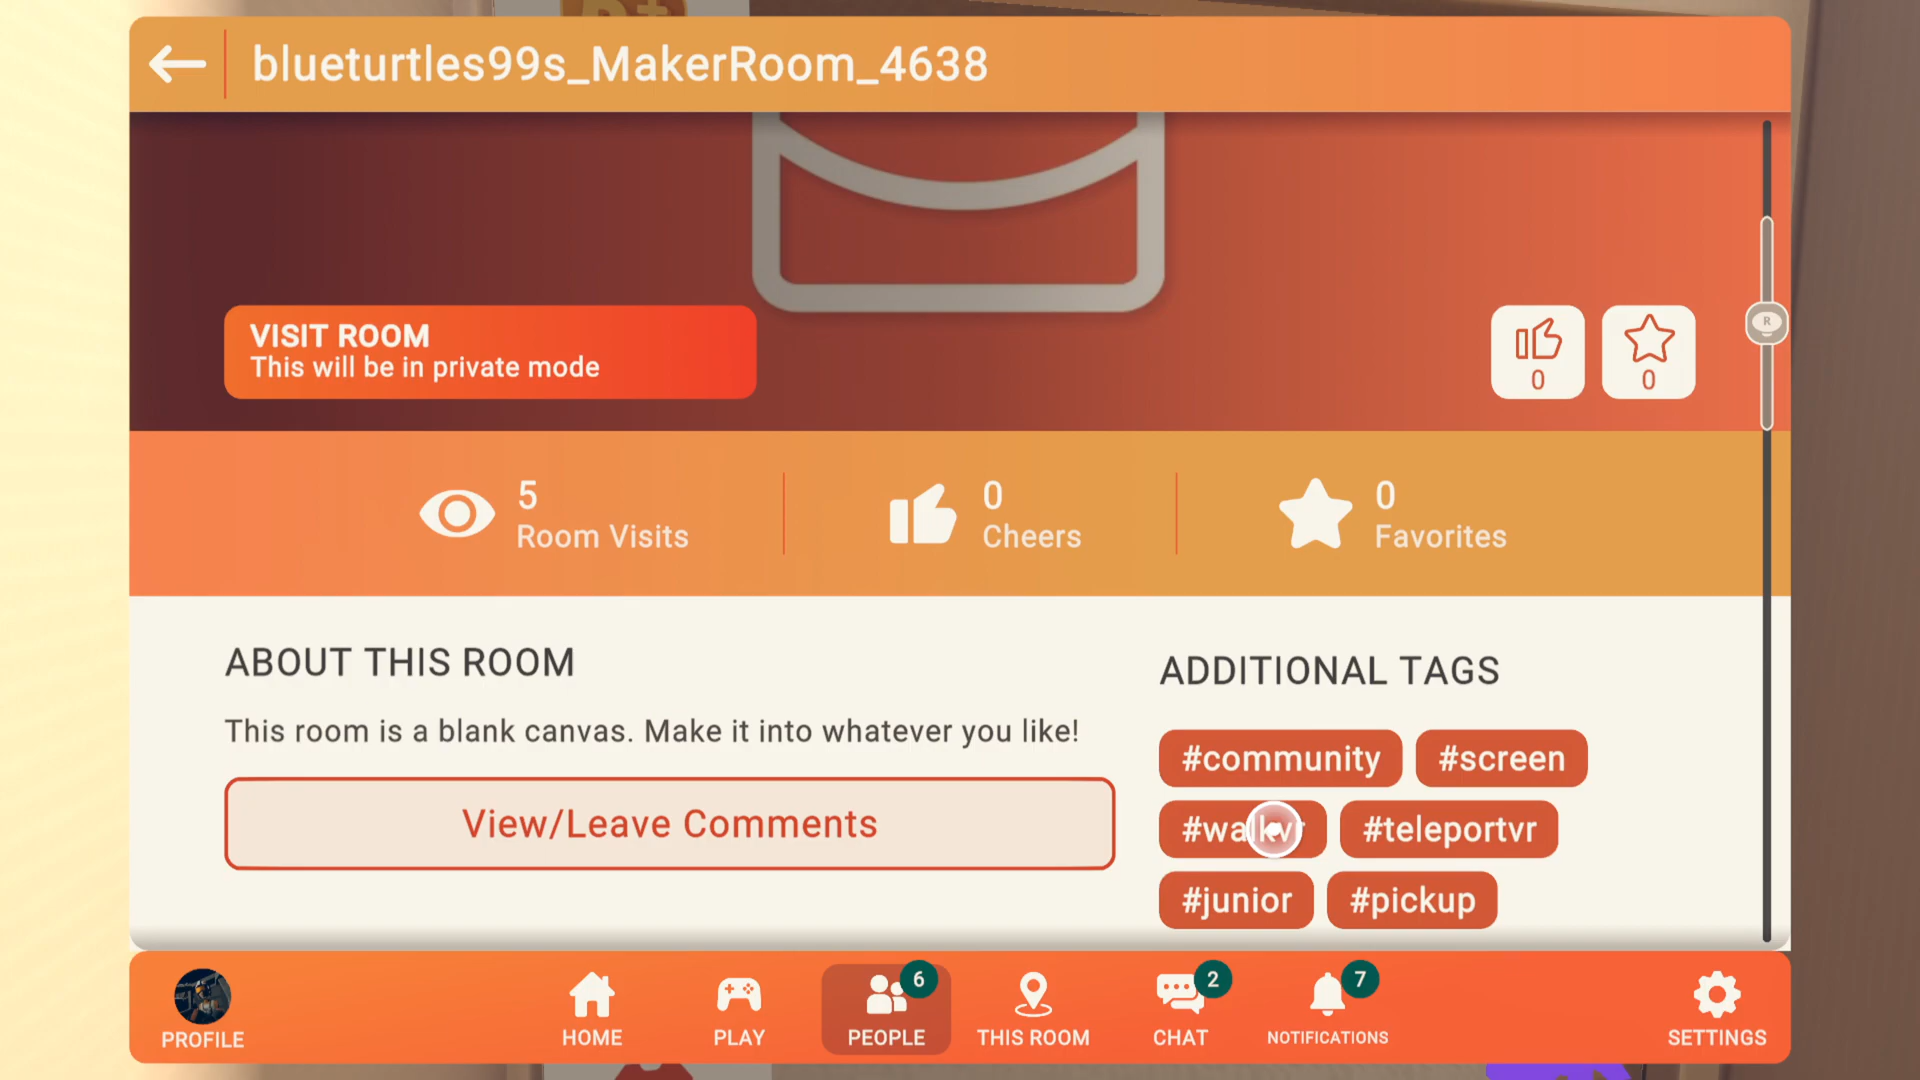 blueturtles99s_MakerRoom_4638
VISIT ROOM
This will be in private mode
0
0
R
5
Room Visits
0
Cheers
0
Favorites
ABOUT THIS ROOM
This room is a blank canvas. Make it into whatever you like!
View/Leave Comments
ADDITIONAL TAGS
#community
#screen
#walkvr
#teleportvr
#junior
#pickup
PROFILE
HOME
PLAY
6
PEOPLE
THIS ROOM
2
CHAT
7
NOTIFICATIONS
SETTINGS